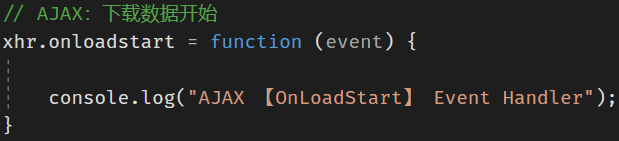 // AJAX: 下载数据开始
xhr.onloadstart = function (event) {
console.log("AJAX 【OnLoadStart】 Event Handler");
}